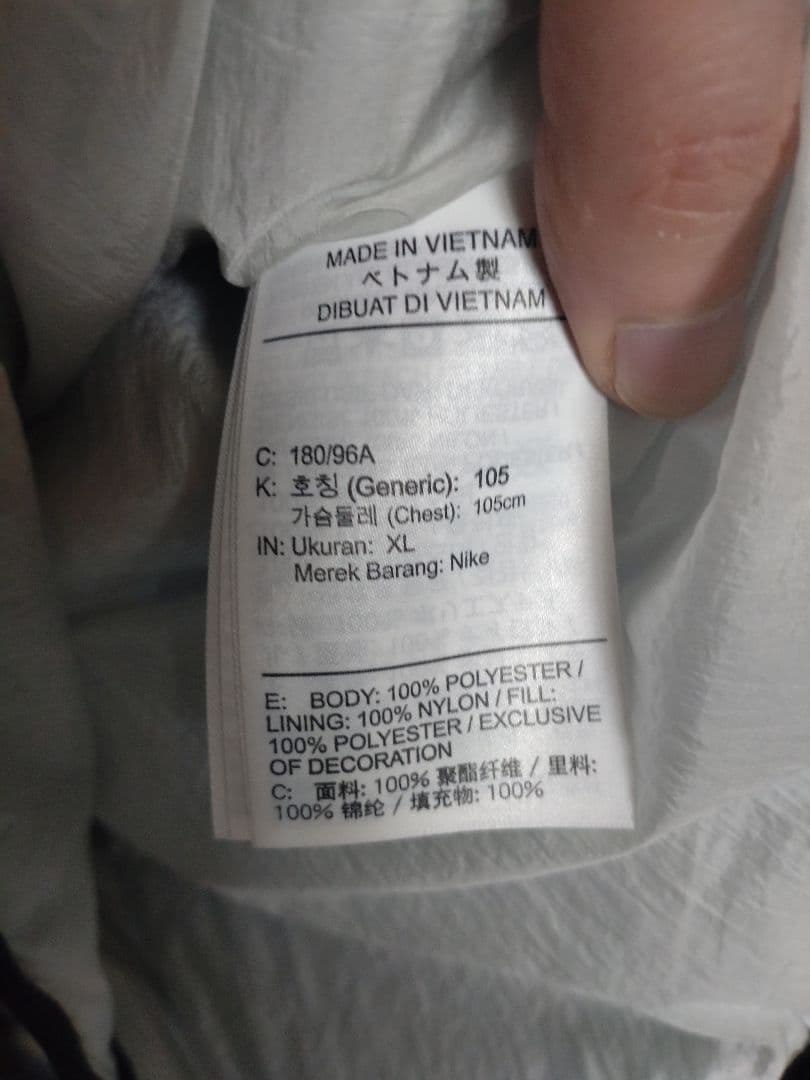 MADE IN VIETNAM
ベトナム製
DIBUAT DI VIETNAM
C: 180/96A
K: 호칭 (Generic): 105
가슴둘레 (Chest): 105cm
IN: Ukuran: XL
Merek Barang: Nike
E: BODY: 100% POLYESTER /
LINING: 100% NYLON / FILL:
100% POLYESTER / EXCLUSIVE
OF DECORATION
C: 面料: 100% 聚酯纤维 / 里料:
100% 锦纶 / 填充物: 100%